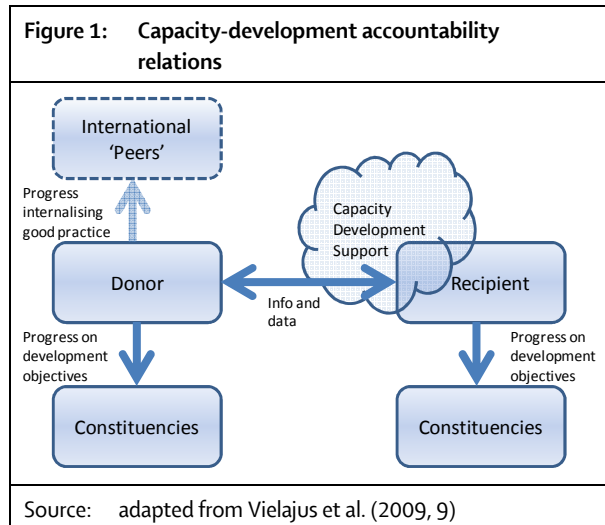 Figure 1: Capacity-development accountability
relations
International
'Peers'
Progress
internalising
good practice
Capacity
Development
Support
Donor
Info and
data
Recipient
Progress on
development
objectives
Progress on
development
objectives
Constituencies
Constituencies
Source: adapted from Vielajus et al. (2009, 9)